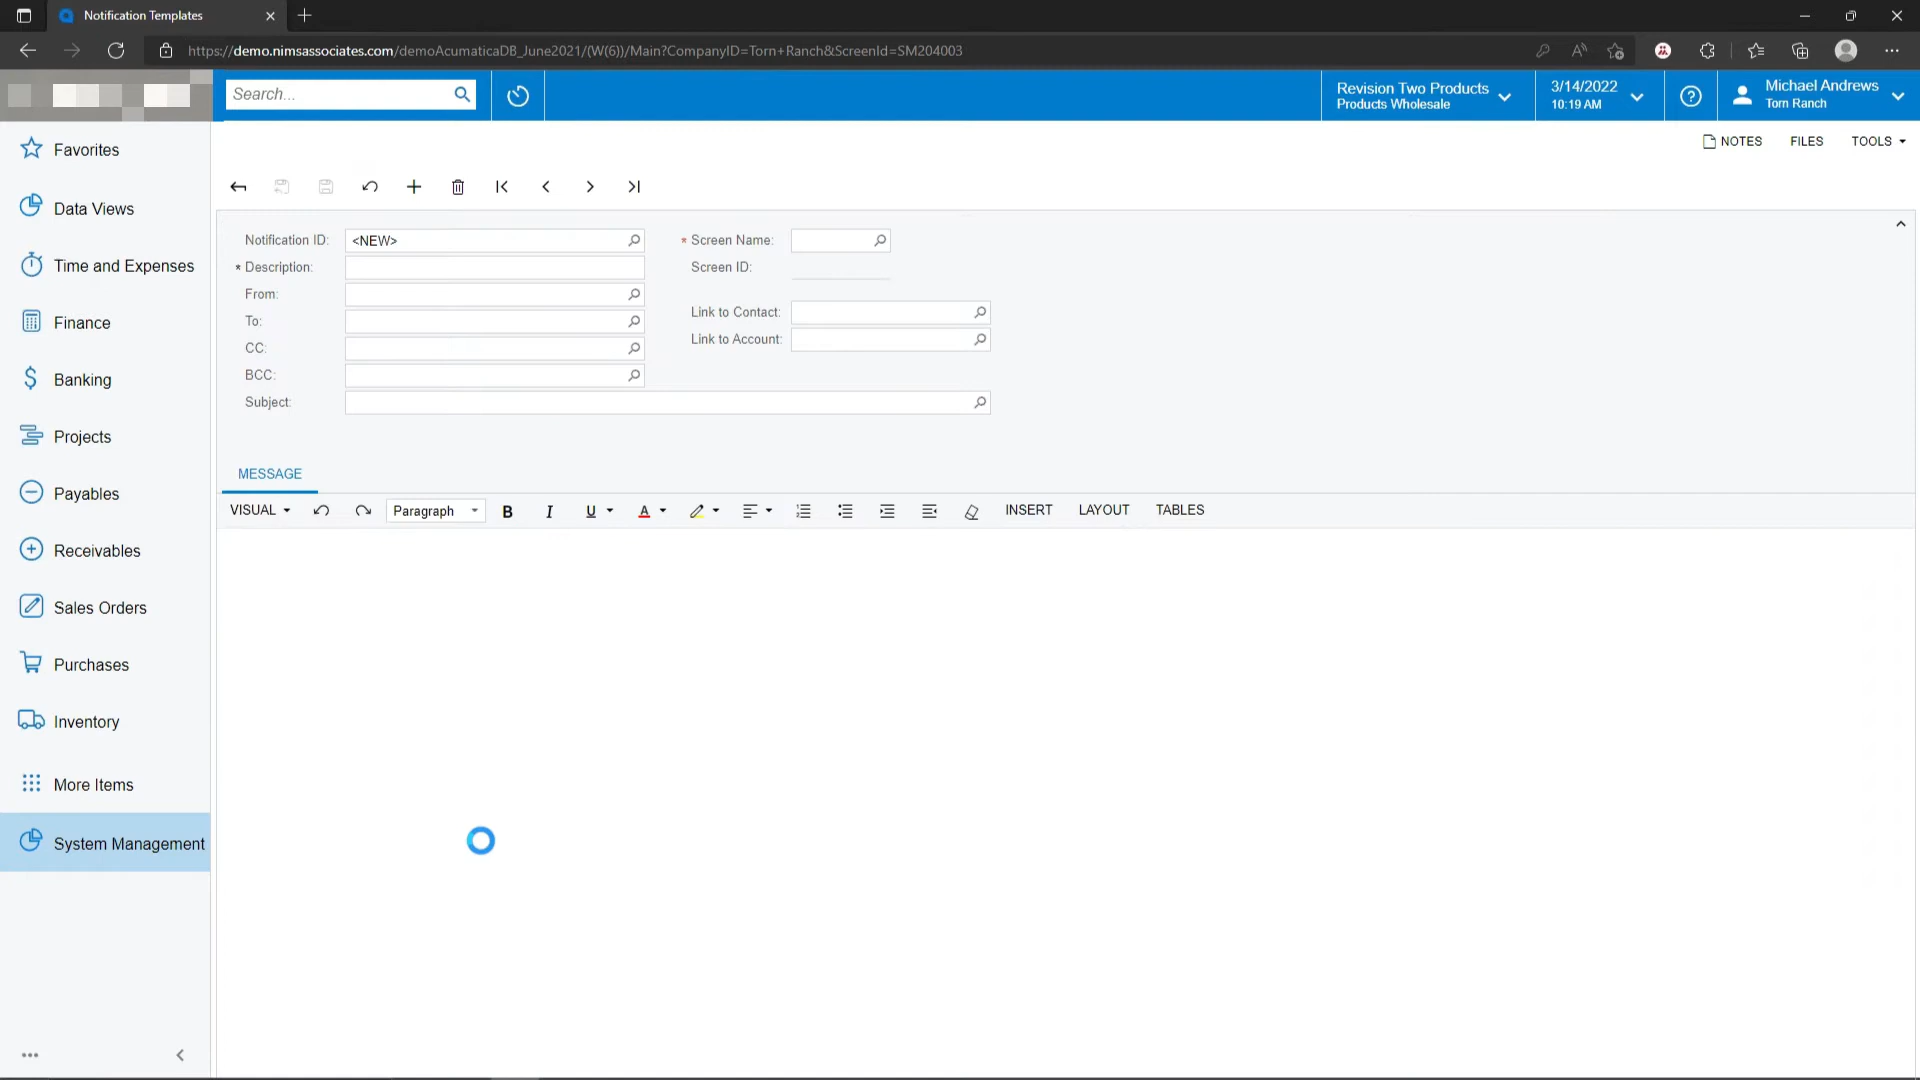 Notification Templates
https://demo.nimsassociates.com/demoAcumaticaDB_June2021/(W(6))/Main?CompanyID=Torn+Ranch&ScreenId=SM204003
Search...
Revision Two Products
Products Wholesale
3/14/2022
10:19 AM
Michael Andrews
Torn Ranch
NOTES FILES TOOLS
Favorites
Data Views
Time and Expenses
Finance
Banking
Projects
Payables
Receivables
Sales Orders
Purchases
Inventory
More Items
System Management
Notification ID: <NEW>
* Description:
From:
To:
CC:
BCC:
Subject:
* Screen Name:
Screen ID:
Link to Contact:
Link to Account:
MESSAGE
VISUAL Paragraph B I U A INSERT LAYOUT TABLES